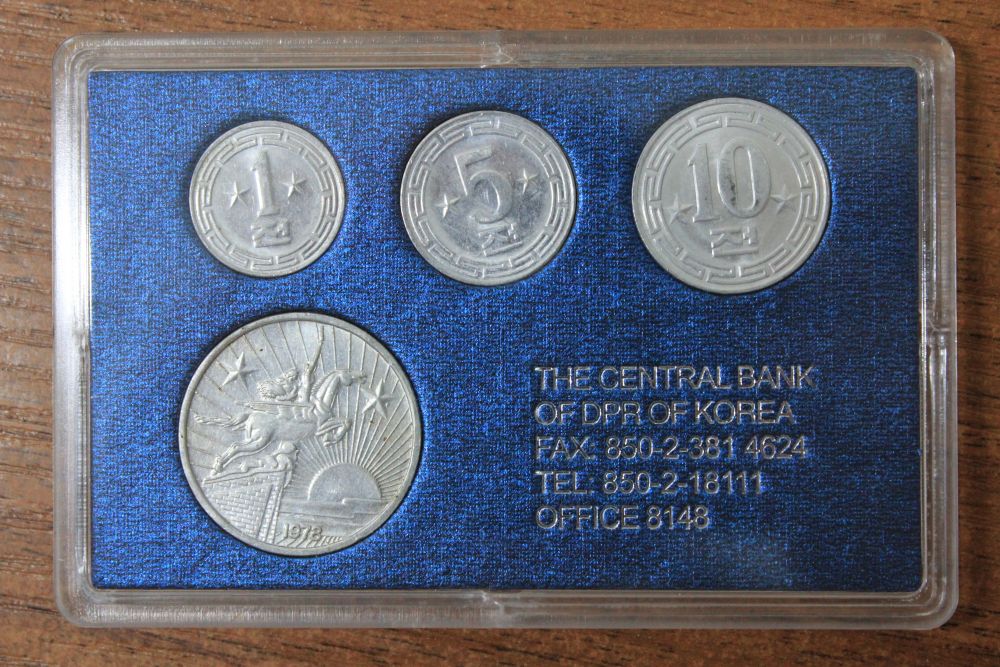 1
전
5
전
10
전
1978
THE CENTRAL BANK
OF DPR OF KOREA
FAX: 850-2-381 4624
TEL: 850-2-18111
OFFICE 8148